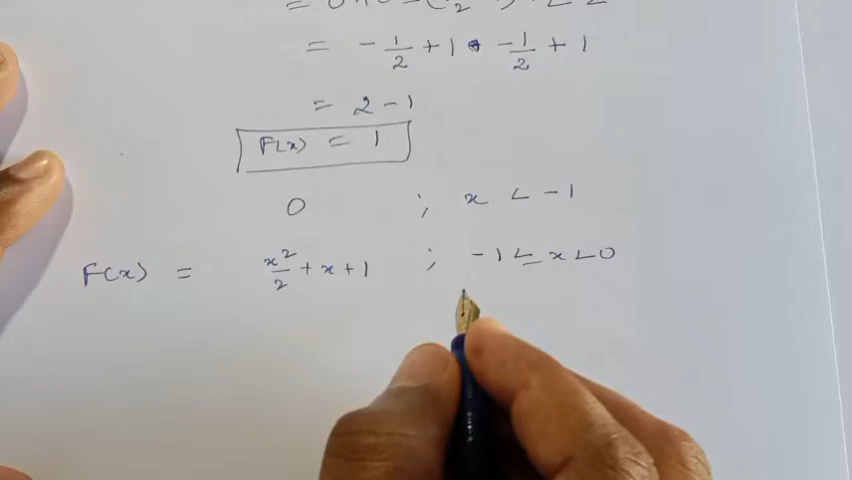 = -1/2 + 1 - 1/2 + 1
= 2 - 1
F(x) = 1
0 ; x < -1
F(x) = x²/2 + x + 1 ; -1 ≤ x < 0